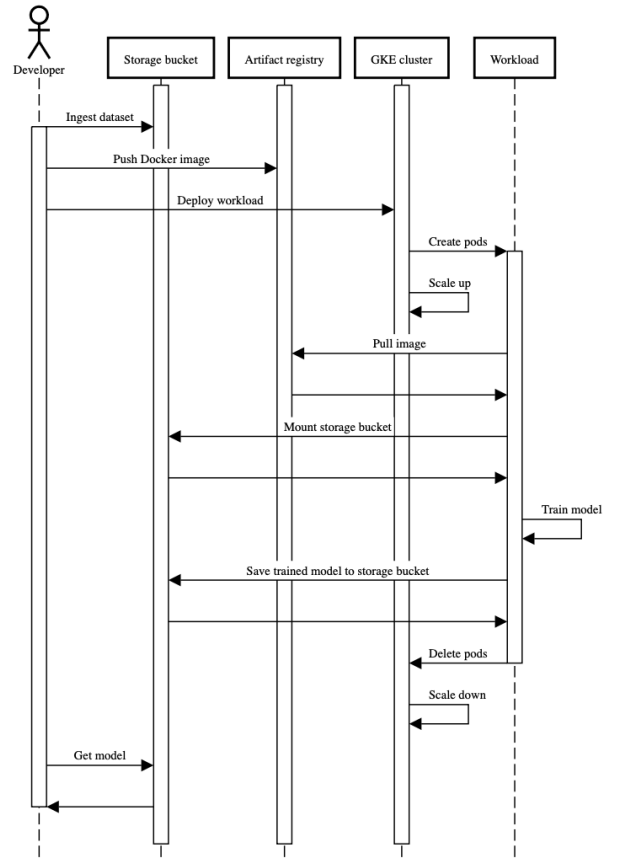 Developer
Storage bucket
Artifact registry
GKE cluster
Workload
Ingest dataset
Push Docker image
Deploy workload
Create pods
Scale up
Pull image
Mount storage bucket
Train model
Save trained model to storage bucket
Delete pods
Scale down
Get model